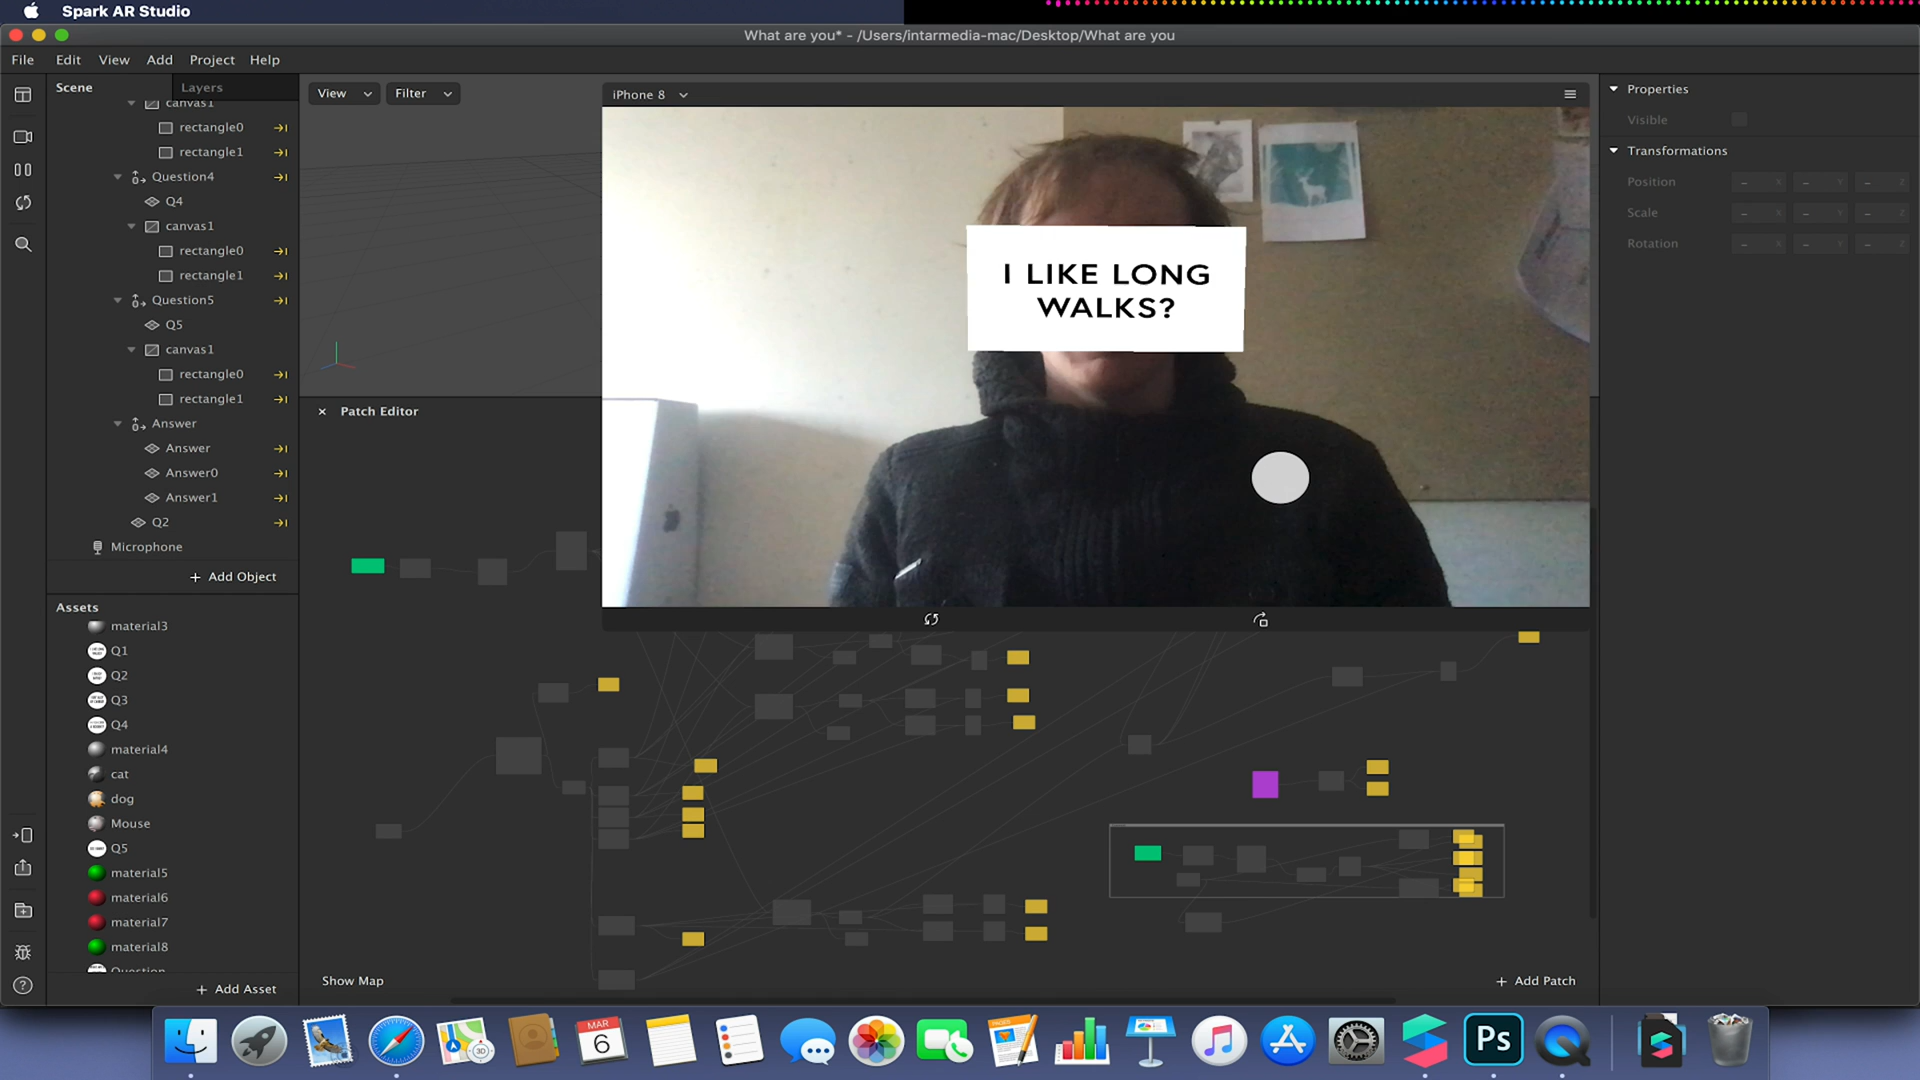 Spark AR Studio
What are you* - /Users/intarmedia-mac/Desktop/What are you
File Edit View Add Project Help
Scene Layers
canvas1
rectangle0
rectangle1
Question4
Q4
canvas1
rectangle0
rectangle1
Question5
Q5
canvas1
rectangle0
rectangle1
Answer
Answer
Answer0
Answer1
Q2
Microphone
+ Add Object
Assets
material3
Q1
Q2
Q3
Q4
material4
cat
dog
Mouse
Q5
material5
material6
material7
material8
Question
+ Add Asset
View Filter
iPhone 8
I LIKE LONG
WALKS?
× Patch Editor
Show Map
+ Add Patch
Properties
Visible
Transformations
Position – X – Y – Z
Scale – X – Y – Z
Rotation – X – Y – Z
MAR
6
3D
PAGES
Ps